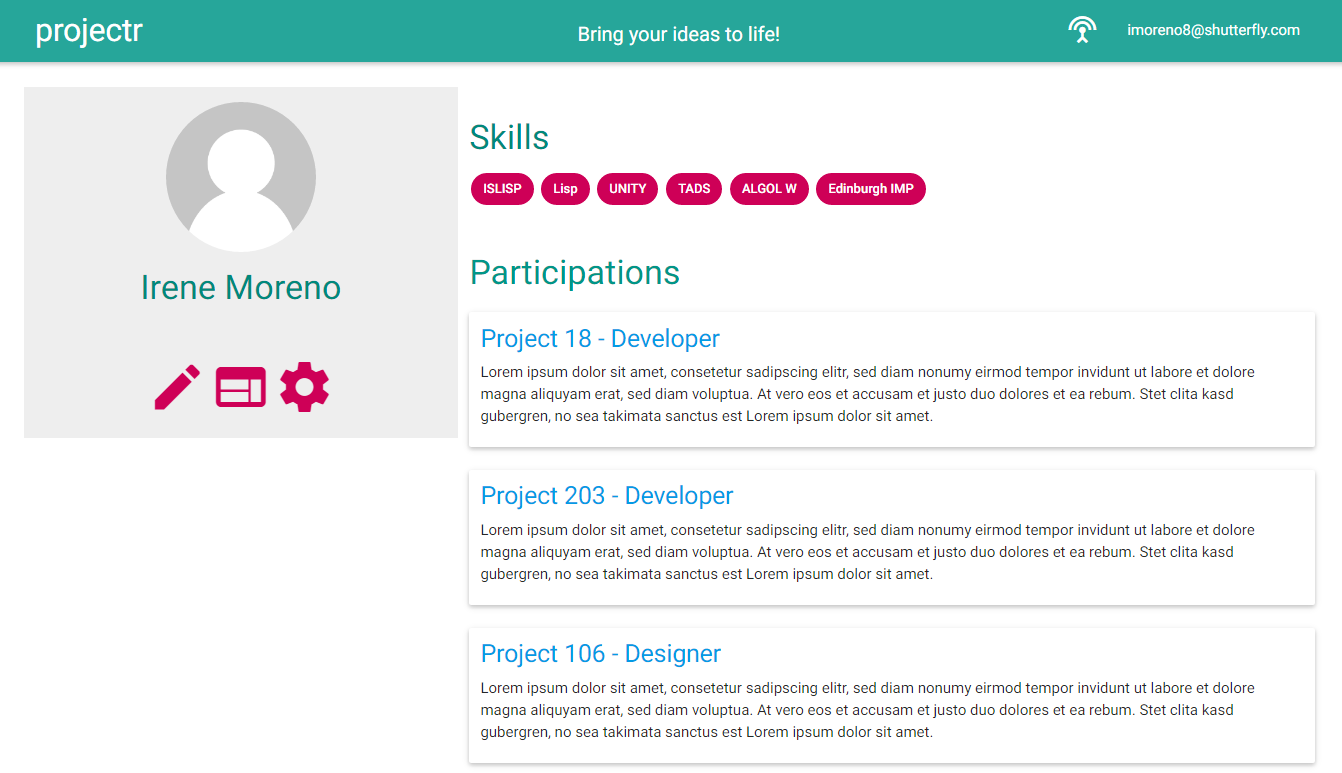 projectr
Bring your ideas to life!
imoreno8@shutterfly.com
Irene Moreno
Skills
ISLISP Lisp UNITY TADS ALGOL W Edinburgh IMP
Participations
Project 18 - Developer
Lorem ipsum dolor sit amet, consetetur sadipscing elitr, sed diam nonumy eirmod tempor invidunt ut labore et dolore
magna aliquyam erat, sed diam voluptua. At vero eos et accusam et justo duo dolores et ea rebum. Stet clita kasd
gubergren, no sea takimata sanctus est Lorem ipsum dolor sit amet.
Project 203 - Developer
Lorem ipsum dolor sit amet, consetetur sadipscing elitr, sed diam nonumy eirmod tempor invidunt ut labore et dolore
magna aliquyam erat, sed diam voluptua. At vero eos et accusam et justo duo dolores et ea rebum. Stet clita kasd
gubergren, no sea takimata sanctus est Lorem ipsum dolor sit amet.
Project 106 - Designer
Lorem ipsum dolor sit amet, consetetur sadipscing elitr, sed diam nonumy eirmod tempor invidunt ut labore et dolore
magna aliquyam erat, sed diam voluptua. At vero eos et accusam et justo duo dolores et ea rebum. Stet clita kasd
gubergren, no sea takimata sanctus est Lorem ipsum dolor sit amet.